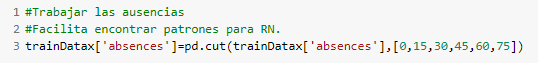 1 #Trabajar las ausencias
2 #Facilita encontrar patrones para RN.
3 trainDatax['absences']=pd.cut(trainDatax['absences'],[0,15,30,45,60,75])